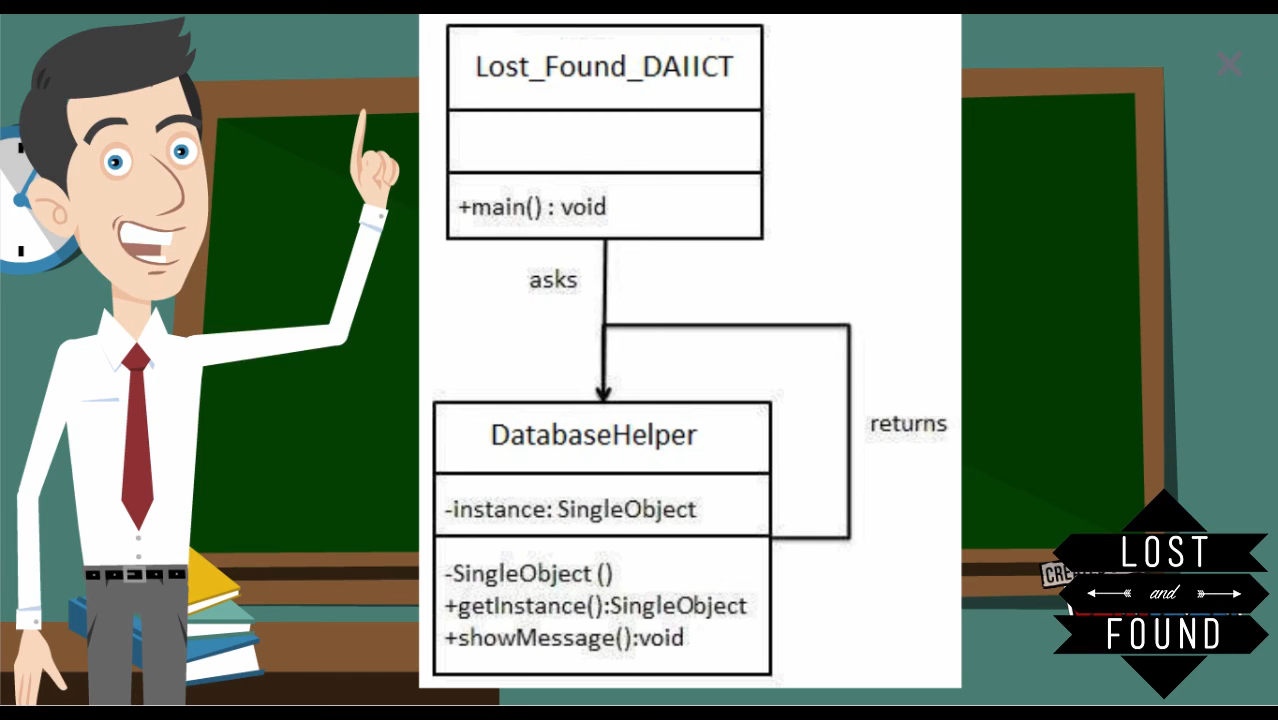 Lost_Found_DAIICT
+main() : void
asks
DatabaseHelper
returns
-instance: SingleObject
-SingleObject ()
+getInstance():SingleObject
+showMessage():void
LOST
and
FOUND